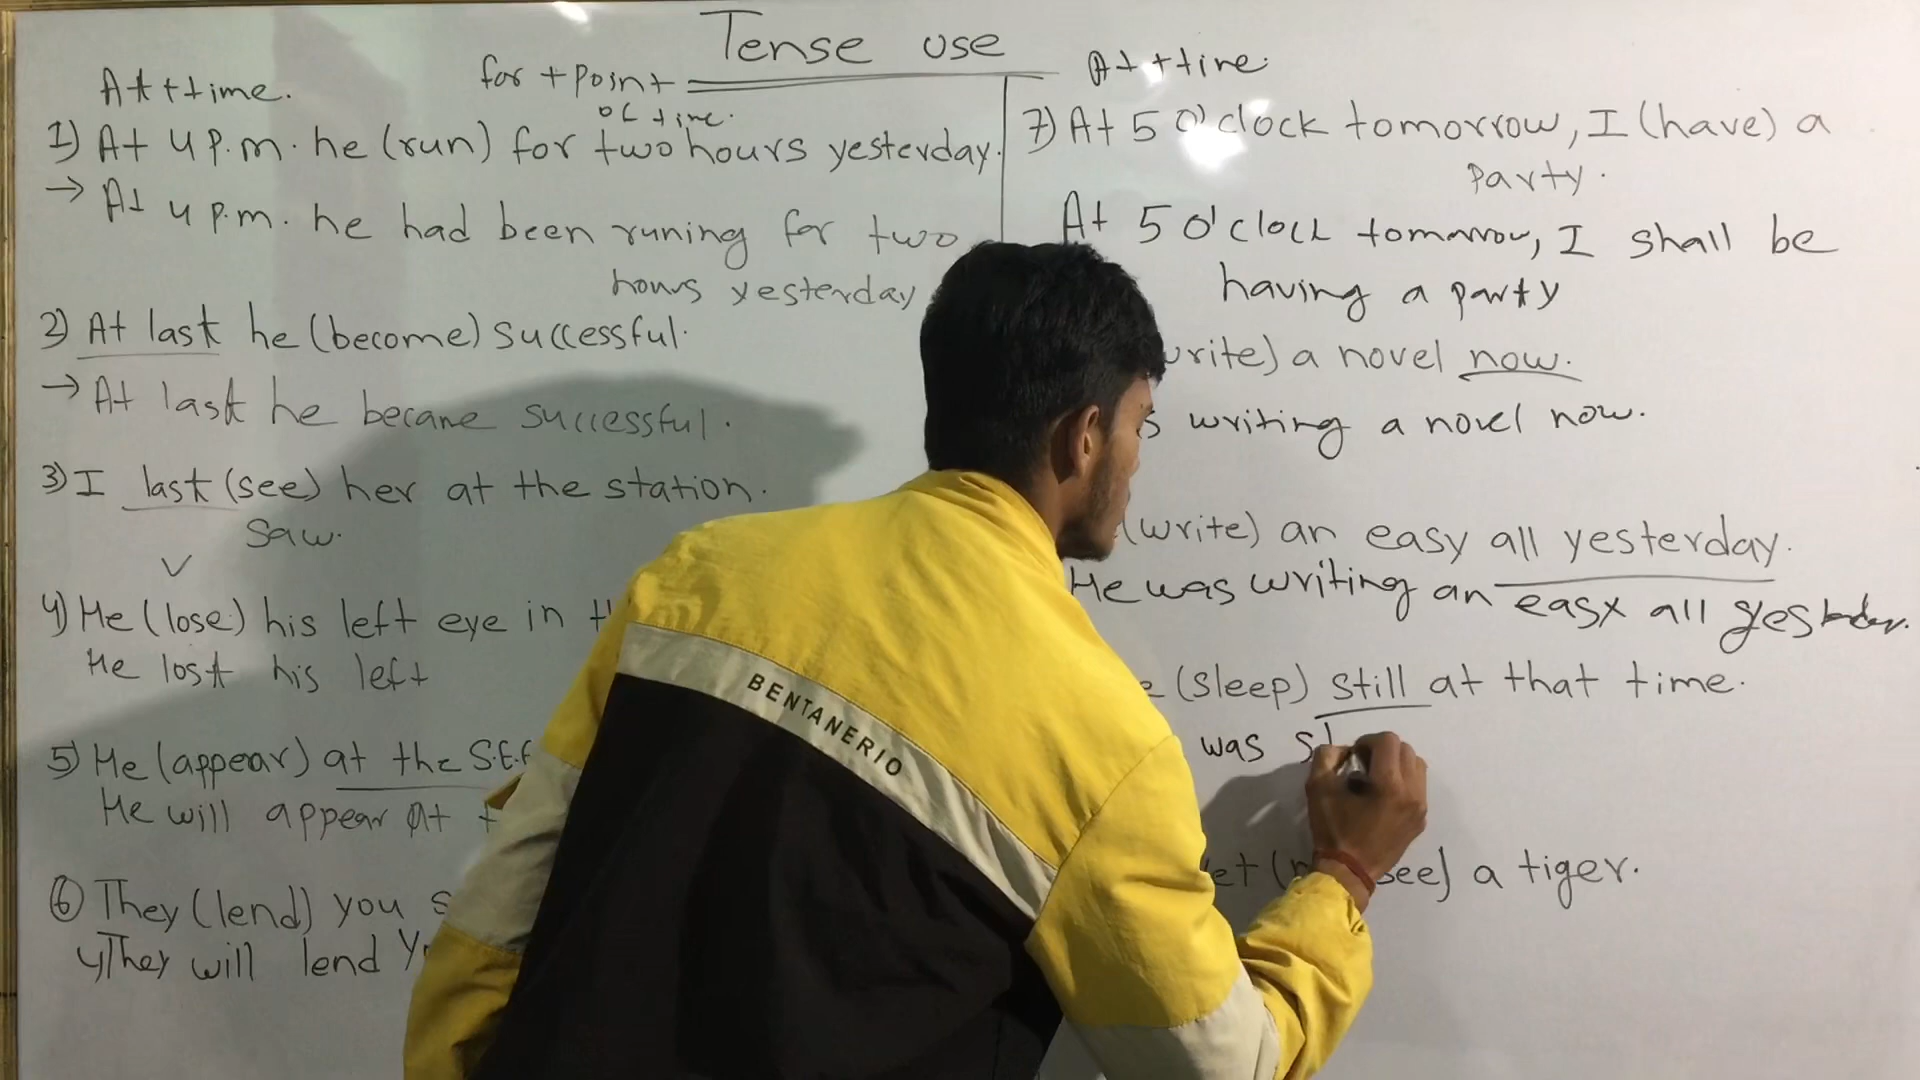 Tense use
At + time.
for + point
of time.
1) At 4 P.m. he (run) for two hours yesterday.
→ At 4 p.m. he had been runing for two
hours yesterday
2) At last he (become) successful.
→ At last he became successful.
3) I last (see) her at the station.
saw.
4) He (lose) his left eye in
He lost his left
5) He (appear) at the S.E.E
He will appear At
6) They (lend) you
They will lend
At + time.
7) At 5 O'clock tomorrow, I (have) a
Party.
At 5 O'clock tomorrow, I shall be
having a party
write) a novel now.
writing a novel now.
(write) an easy all yesterday.
He was writing an easy all yesterday.
(sleep) still at that time.
was sl
see) a tiger.
BENTANERIO